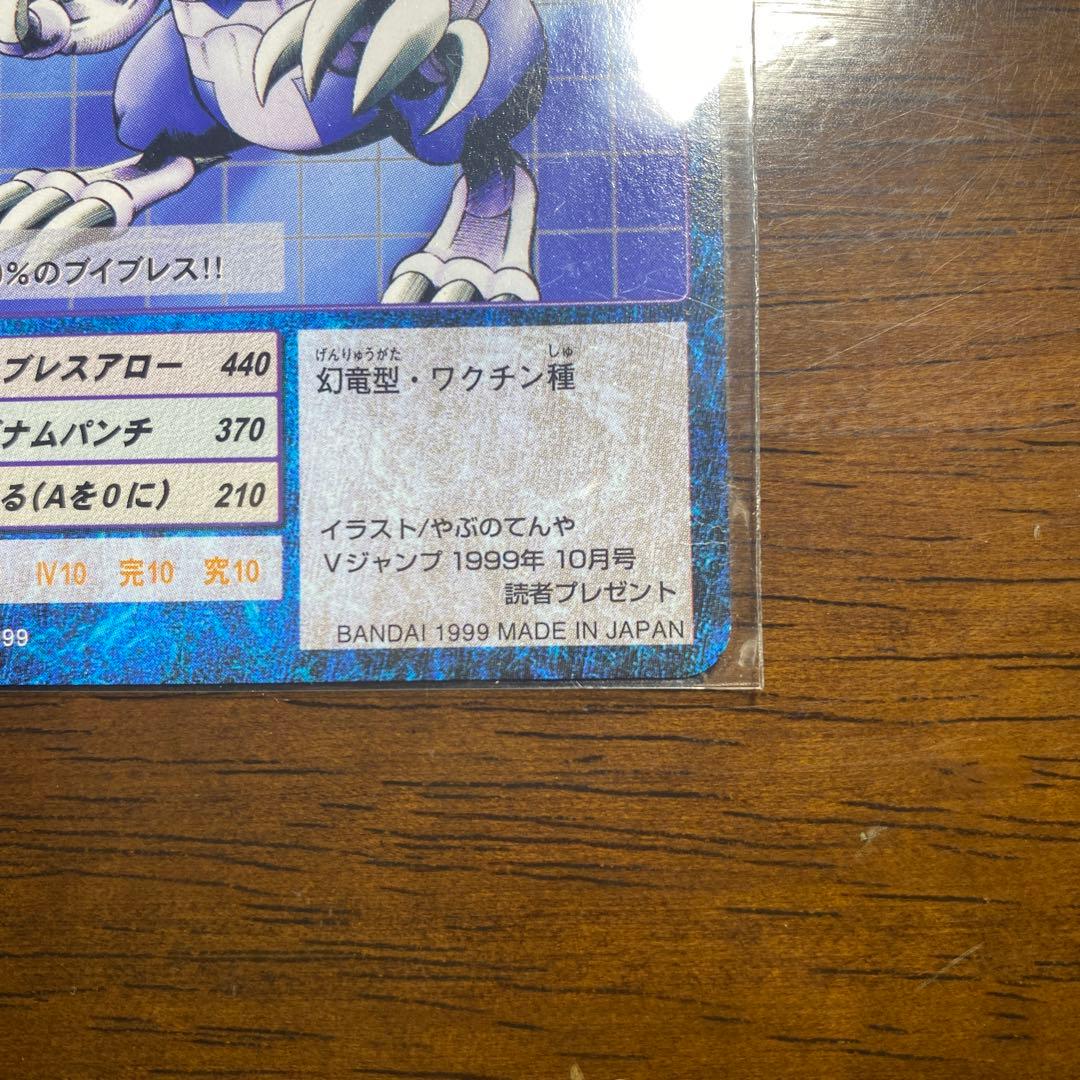 %のブイブレス!!
ブレスアロー 440
ナムパンチ 370
る(Aを0に) 210
Ⅳ10 完10 究10
99
げんりゅうがた しゅ
幻竜型・ワクチン種
イラスト/やぶのてんや
Vジャンプ 1999年 10月号
読者プレゼント
BANDAI 1999 MADE IN JAPAN